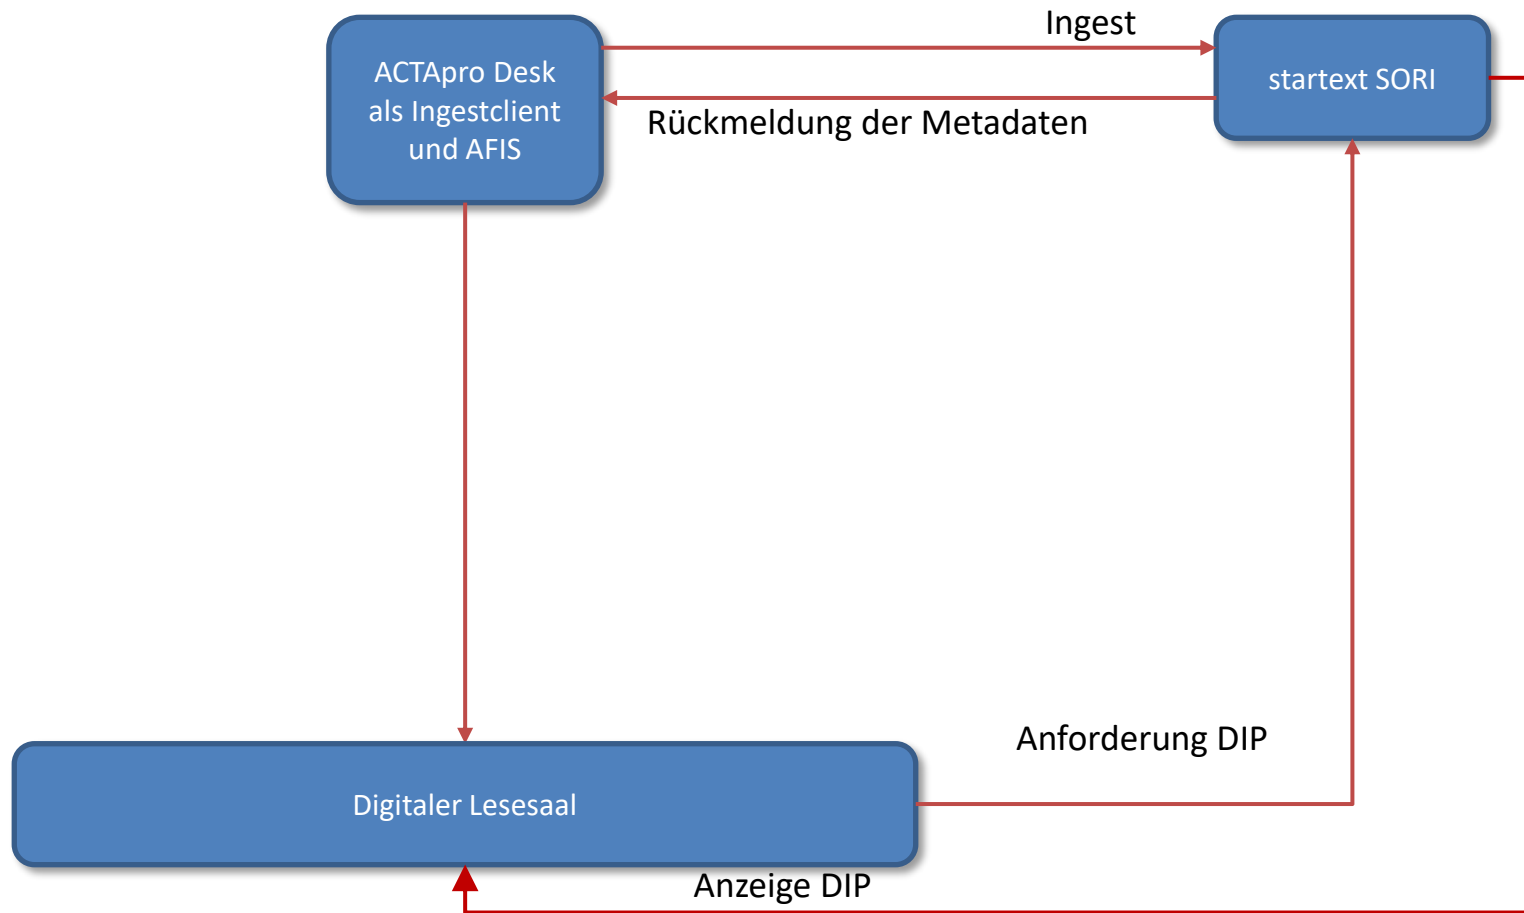 Ingest
ACTApro Desk
als Ingestclient
und AFIS
startext SORI
Rückmeldung der Metadaten
Anforderung DIP
Digitaler Lesesaal
Anzeige DIP